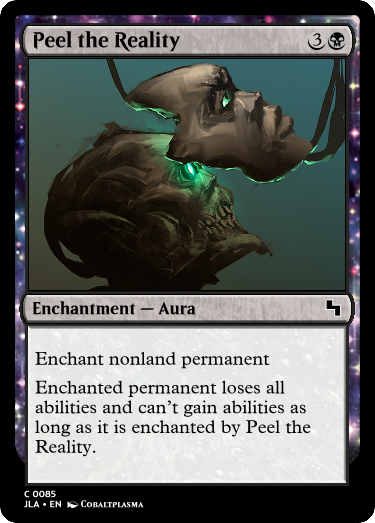 Peel the Reality 3
Enchantment — Aura
Enchant nonland permanent
Enchanted permanent loses all
abilities and can't gain abilities as
long as it is enchanted by Peel the
Reality.
C 0085
JLA • EN Cobaltplasma